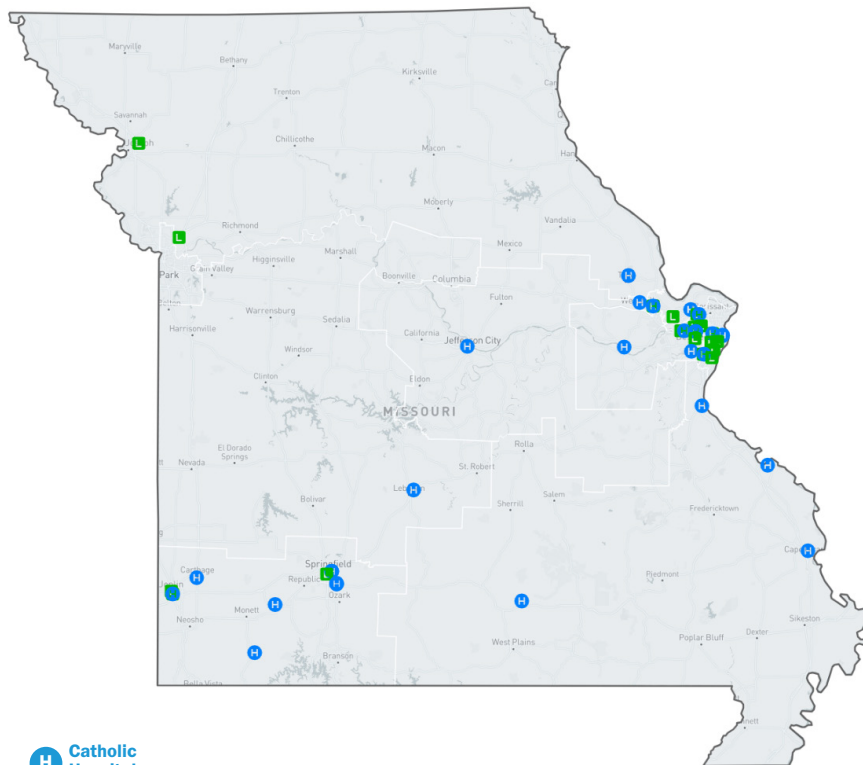 Maryville
Bethany
Kirksville
Trenton
Savannah
Chillicothe
Macon
Moberly
Vandalia
Richmond
Mexico
Marshall
Higginsville
Boonville
Columbia
Park
Grain Valley
Fulton
Warrensburg
Sedalia
California
Jefferson City
Harrisonville
Windsor
Clinton
Eldon
MISSOURI
El Dorado
Springs
Rolla
Nevada
St. Robert
Bolivar
Sherrill
Salem
Fredericktown
Springfield
Carthage
Republic
Piedmont
Joplin
Ozark
Monett
Neosho
Sikeston
West Plains
Poplar Bluff
Dexter
Branson
H
Catholic